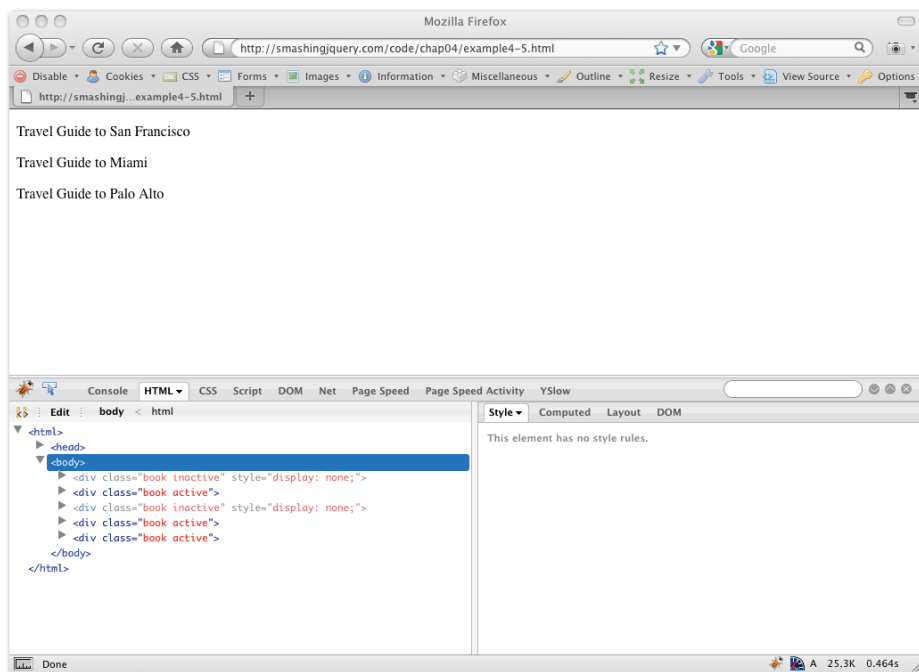 Mozilla Firefox
http://smashingjquery.com/code/chap04/example4-5.html Google
Disable Cookies CSS Forms Images Information Miscellaneous Outline Resize Tools View Source Options
http://smashingj...example4-5.html +
Travel Guide to San Francisco
Travel Guide to Miami
Travel Guide to Palo Alto
Console HTML CSS Script DOM Net Page Speed Page Speed Activity YSlow
Edit body < html
Style Computed Layout DOM
This element has no style rules.
<html>
<head>
<body>
<div class="book inactive" style="display: none;">
<div class="book active">
<div class="book inactive" style="display: none;">
<div class="book active">
<div class="book active">
</body>
</html>
Done A 25.3K 0.464s